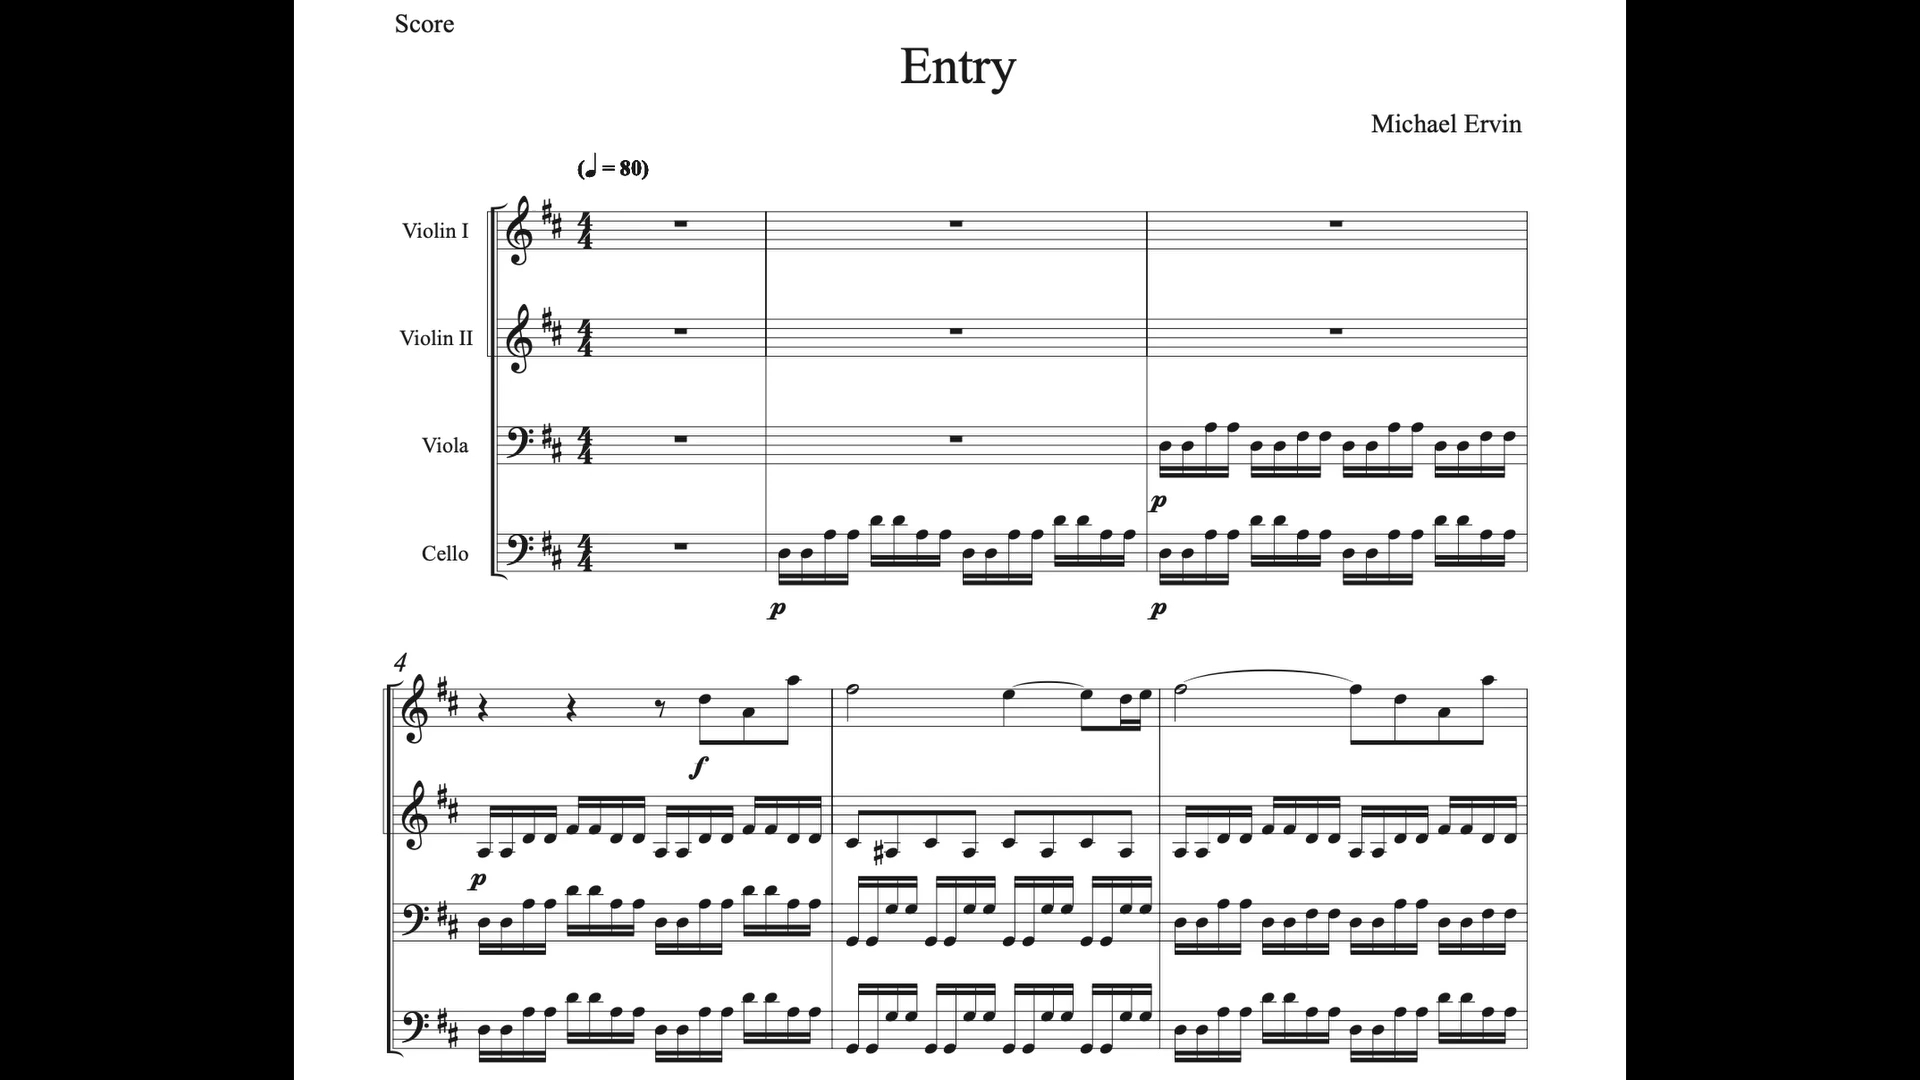 Score
Entry
Michael Ervin
(♩ = 80)
Violin I
Violin II
Viola
p
Cello
p p
4
f
p